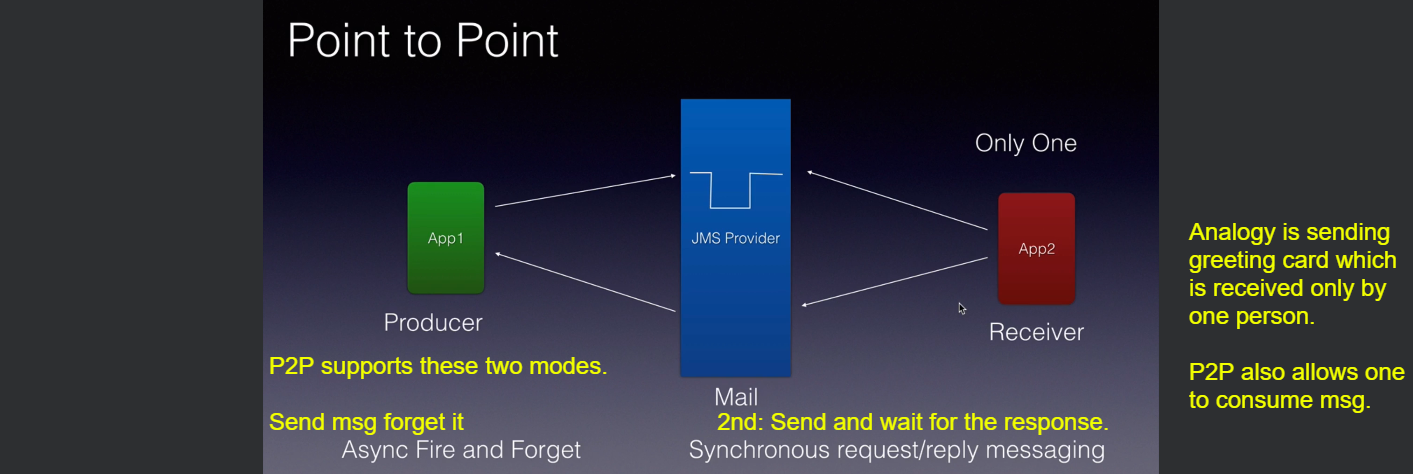 Point to Point
Only One
App1
JMS Provider
App2
Producer
Receiver
Analogy is sending
greeting card which
is received only by
one person.
P2P also allows one
to consume msg.
P2P supports these two modes.
Mail
Send msg forget it
2nd: Send and wait for the response.
Async Fire and Forget
Synchronous request/reply messaging